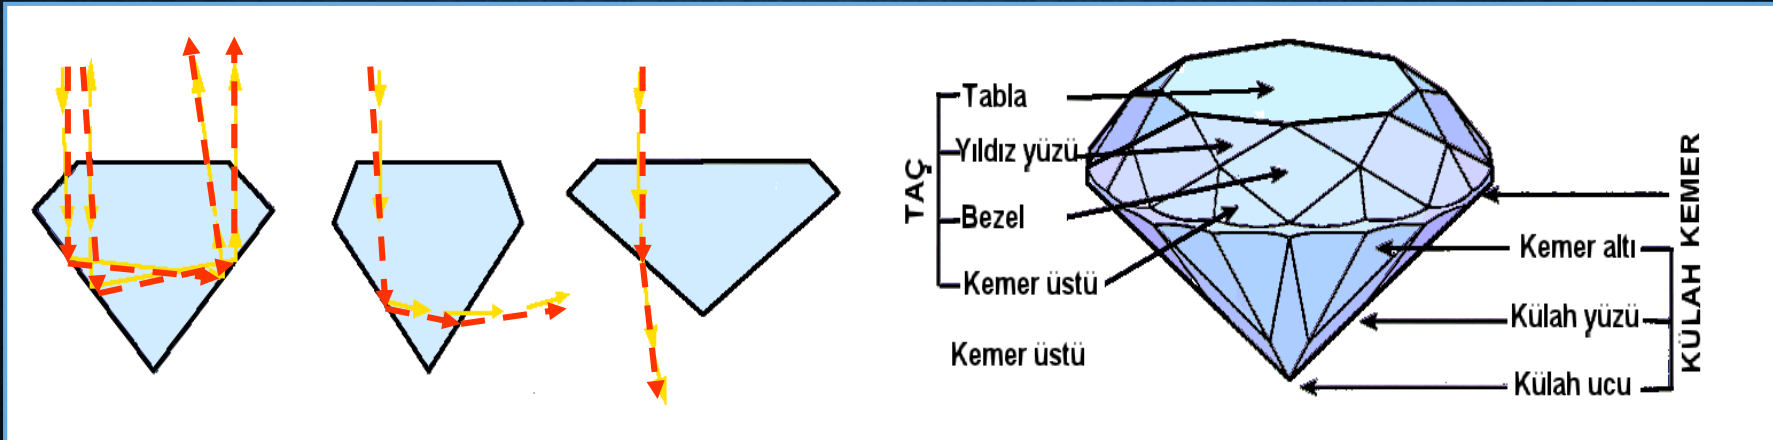 TAÇ
Tabla
Yıldız yüzü
Bezel
Kemer üstü
Kemer üstü
KÜLAH KEMER
Kemer altı
Külah yüzü
Külah ucu